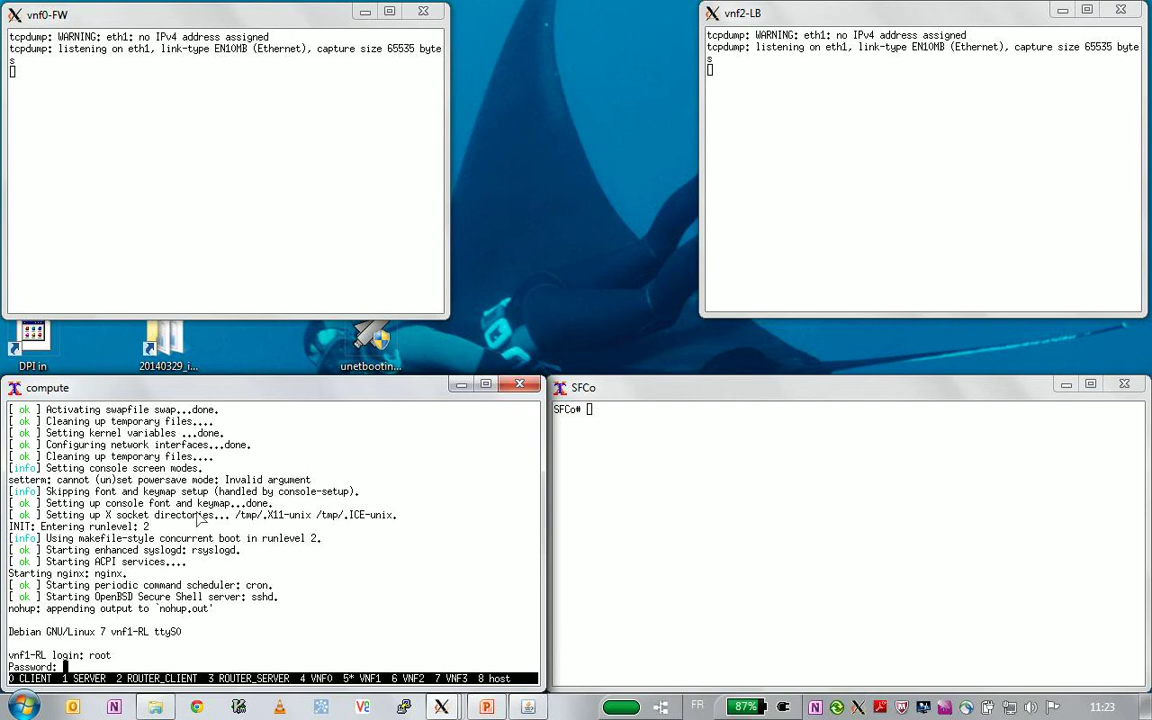 vnf0-FW
tcpdump: WARNING: eth1: no IPv4 address assigned
tcpdump: listening on eth1, link-type EN10MB (Ethernet), capture size 65535 byte
s
vnf2-LB
tcpdump: WARNING: eth1: no IPv4 address assigned
tcpdump: listening on eth1, link-type EN10MB (Ethernet), capture size 65535 byte
s
DPI in
20140329_i...
unetbootin...
compute
[ ok ] Activating swapfile swap...done.
[ ok ] Cleaning up temporary files....
[ ok ] Setting kernel variables ...done.
[ ok ] Configuring network interfaces...done.
[ ok ] Cleaning up temporary files....
[info] Setting console screen modes.
setterm: cannot (un)set powersave mode: Invalid argument
[info] Skipping font and keymap setup (handled by console-setup).
[ ok ] Setting up console font and keymap...done.
[ ok ] Setting up X socket directories... /tmp/.X11-unix /tmp/.ICE-unix.
INIT: Entering runlevel: 2
[info] Using makefile-style concurrent boot in runlevel 2.
[ ok ] Starting enhanced syslogd: rsyslogd.
[ ok ] Starting ACPI services....
Starting nginx: nginx.
[ ok ] Starting periodic command scheduler: cron.
[ ok ] Starting OpenBSD Secure Shell server: sshd.
nohup: appending output to `nohup.out'
Debian GNU/Linux 7 vnf1-RL ttyS0
vnf1-RL login: root
Password:
0 CLIENT 1 SERVER 2 ROUTER_CLIENT 3 ROUTER_SERVER 4 VNF0 5* VNF1 6 VNF2 7 VNF3 8 host
SFCo
SFCo#
FR
87%
11:23